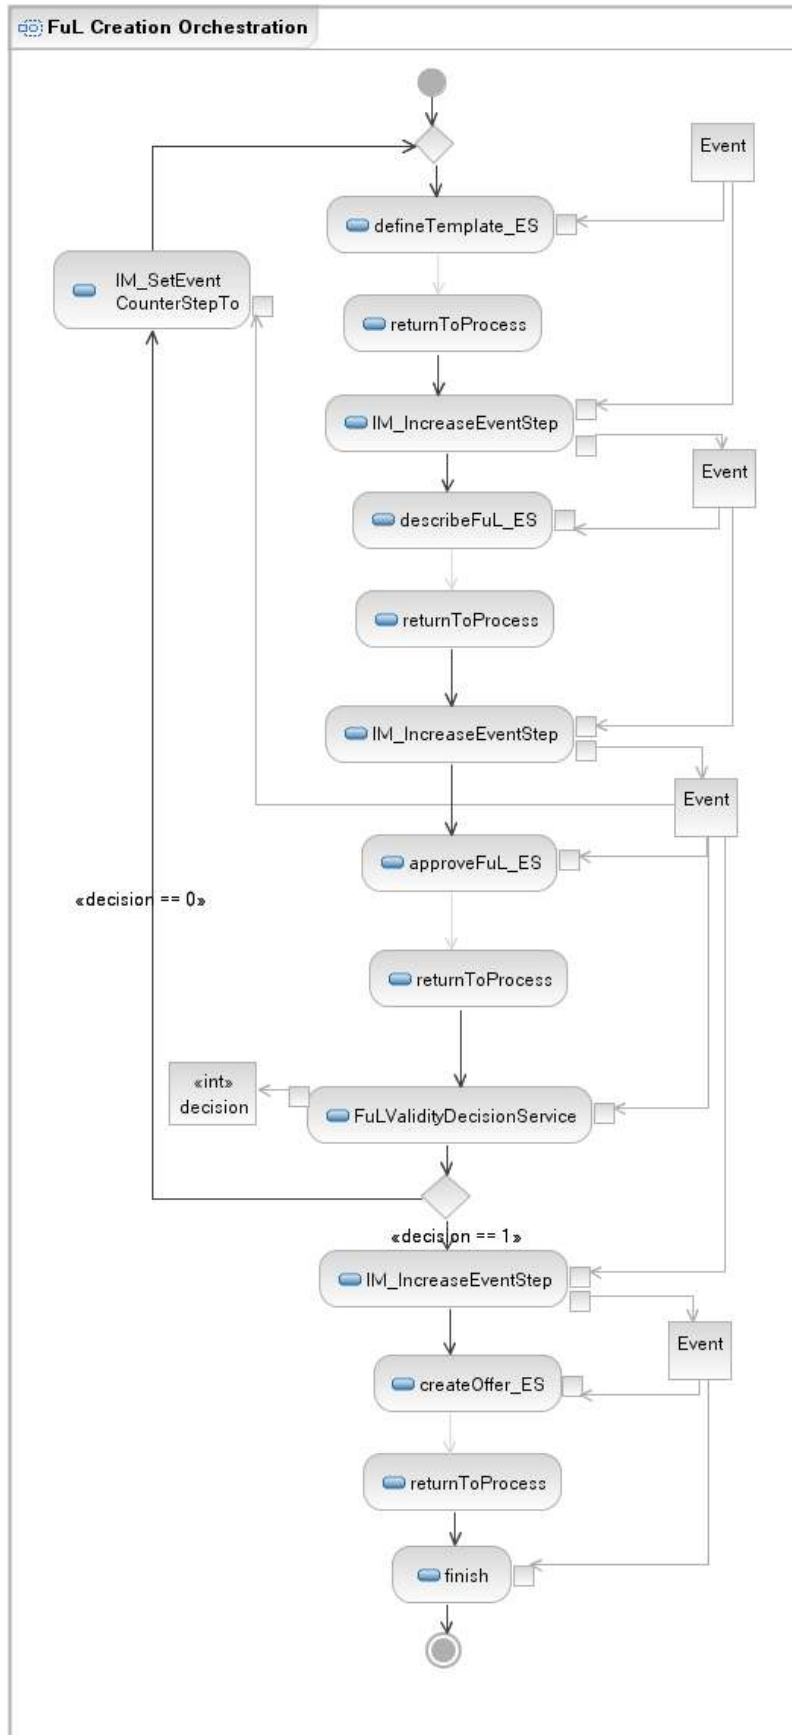 FuL Creation Orchestration
Event
defineTemplate_ES
IM_SetEvent
CounterStepTo
returnToProcess
IM_IncreaseEventStep
Event
describeFuL_ES
returnToProcess
IM_IncreaseEventStep
Event
approveFuL_ES
«decision == 0»
returnToProcess
«int»
decision
FuLValidityDecisionService
«decision == 1»
IM_IncreaseEventStep
Event
createOffer_ES
returnToProcess
finish